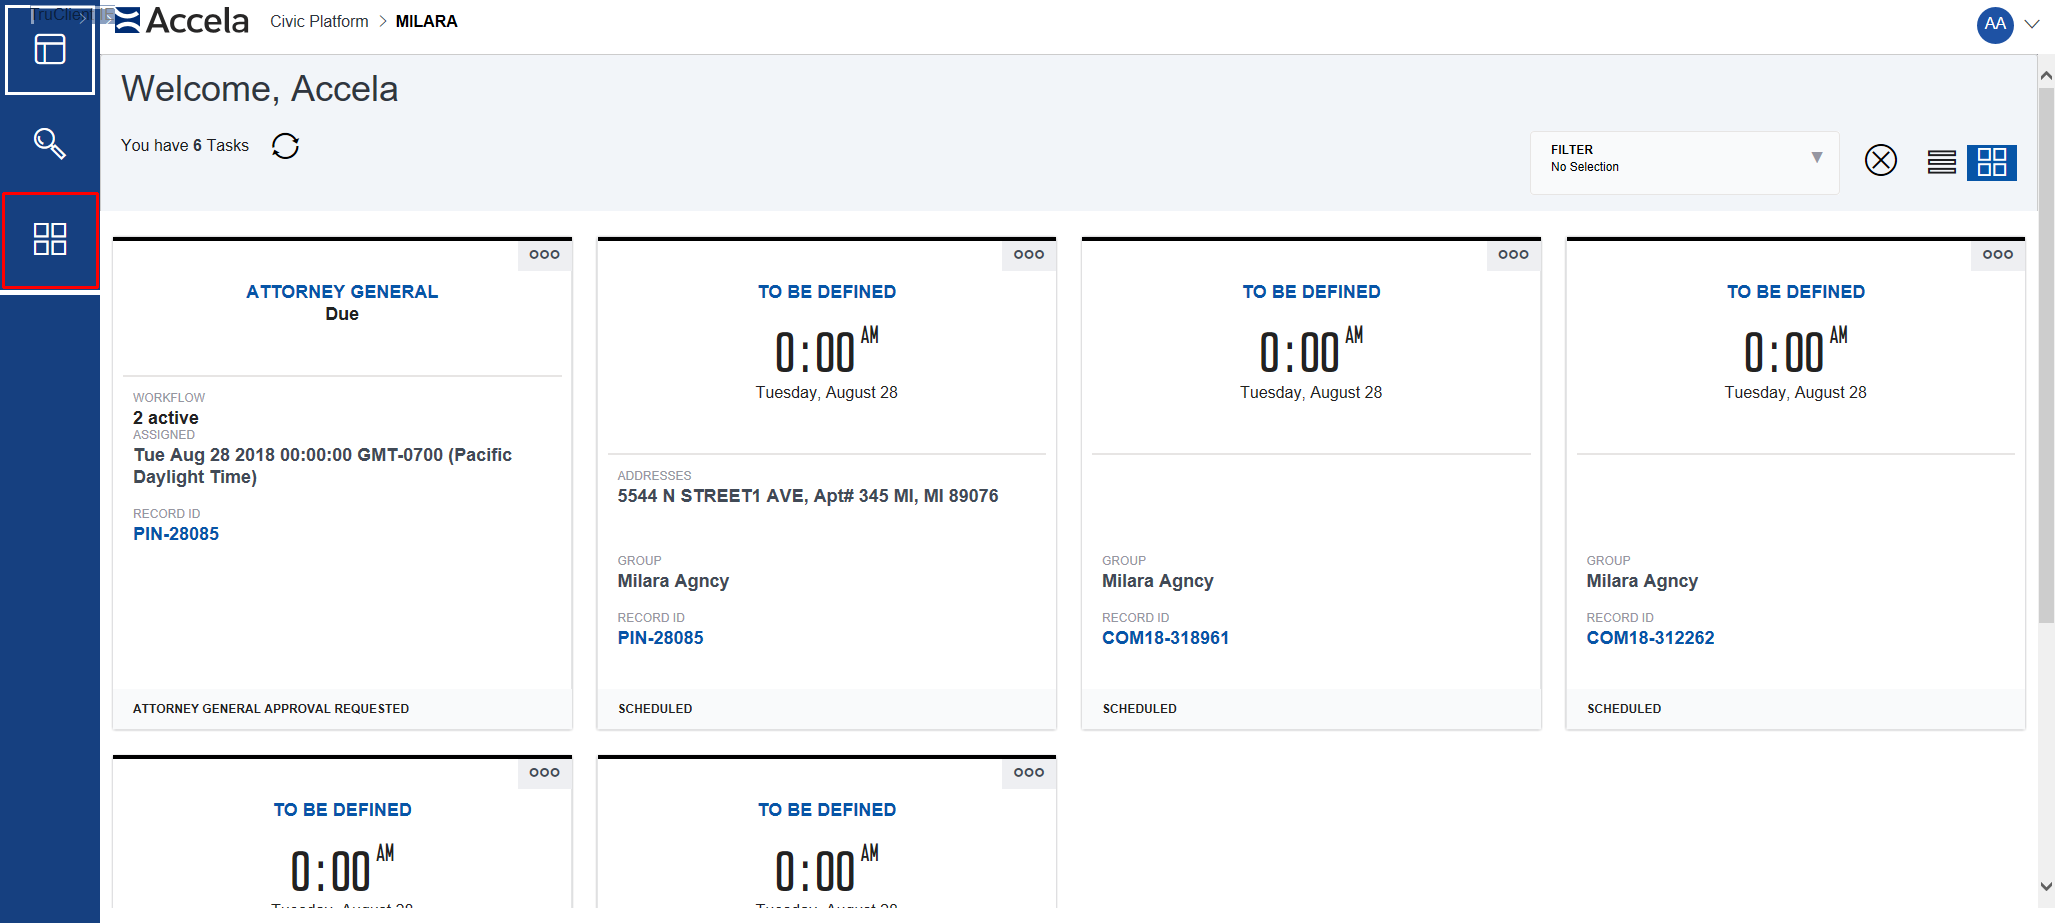 TruClient
Accela
Civic Platform > MILARA
AA
Welcome, Accela
You have 6 Tasks
FILTER
No Selection
ATTORNEY GENERAL
Due
WORKFLOW
2 active
ASSIGNED
Tue Aug 28 2018 00:00:00 GMT-0700 (Pacific
Daylight Time)
RECORD ID
PIN-28085
ATTORNEY GENERAL APPROVAL REQUESTED
TO BE DEFINED
0:00 AM
Tuesday, August 28
ADDRESSES
5544 N STREET1 AVE, Apt# 345 MI, MI 89076
GROUP
Milara Agncy
RECORD ID
PIN-28085
SCHEDULED
TO BE DEFINED
0:00 AM
Tuesday, August 28
GROUP
Milara Agncy
RECORD ID
COM18-318961
SCHEDULED
TO BE DEFINED
0:00 AM
Tuesday, August 28
GROUP
Milara Agncy
RECORD ID
COM18-312262
SCHEDULED
TO BE DEFINED
0:00 AM
Tuesday, August 28
TO BE DEFINED
0:00 AM
Tuesday, August 28